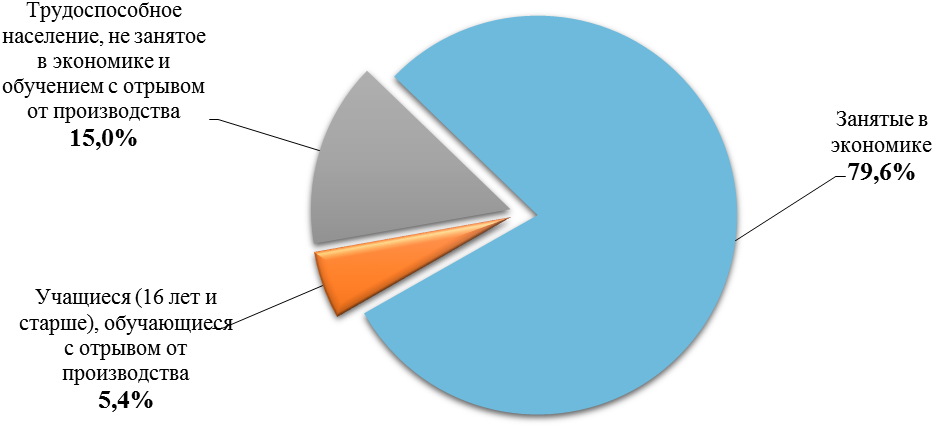 Трудоспособное
население, не занятое
в экономике и
обучением с отрывом
от производства
15,0%
Занятые в
экономике
79,6%
Учащиеся (16 лет и
старше), обучающиеся
с отрывом от
производства
5,4%